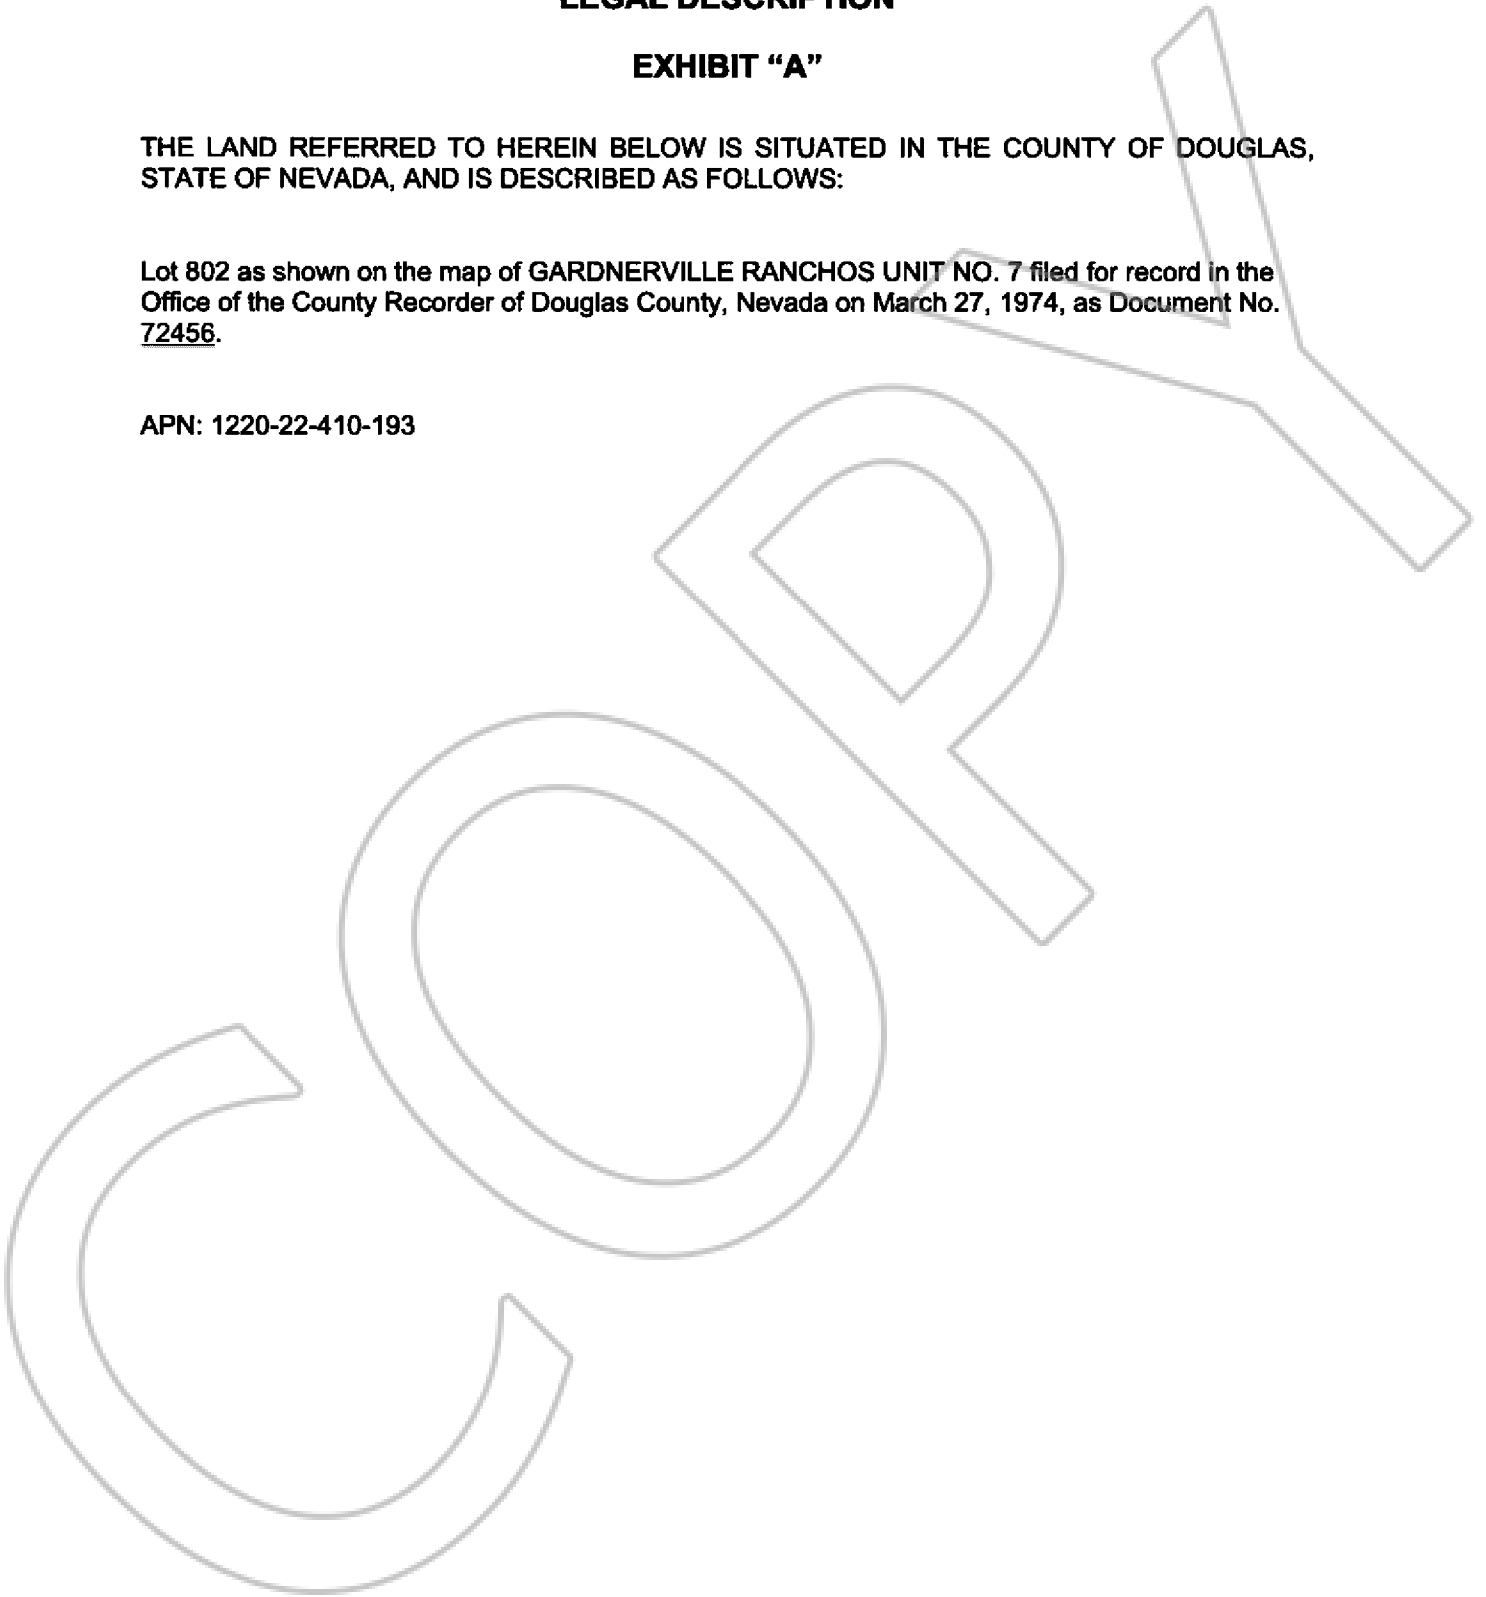 LEGAL DESCRIPTION
EXHIBIT “A”
THE LAND REFERRED TO HEREIN BELOW IS SITUATED IN THE COUNTY OF DOUGLAS,
STATE OF NEVADA, AND IS DESCRIBED AS FOLLOWS:
Lot 802 as shown on the map of GARDNERVILLE RANCHOS UNIT NO. 7 filed for record in the
Office of the County Recorder of Douglas County, Nevada on March 27, 1974, as Document No.
72456.
APN: 1220-22-410-193
COPY